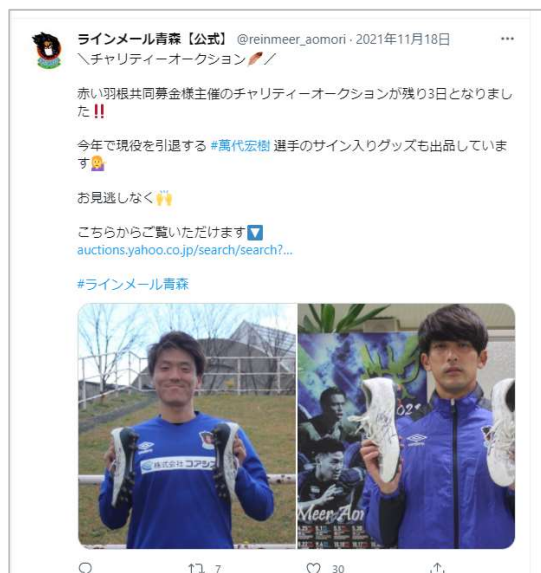 ラインメール青森【公式】 @reinmeer_aomori · 2021年11月18日
＼チャリティーオークション🪶／
赤い羽根共同募金様主催のチャリティーオークションが残り3日となりまし
た‼️
今年で現役を引退する #萬代宏樹 選手のサイン入りグッズも出品していま
す💁‍♀️
お見逃しなく🙌
こちらからご覧いただけます🔽
auctions.yahoo.co.jp/search/search?...
#ラインメール青森
株式会社コアシス
Meer Aom
7
30